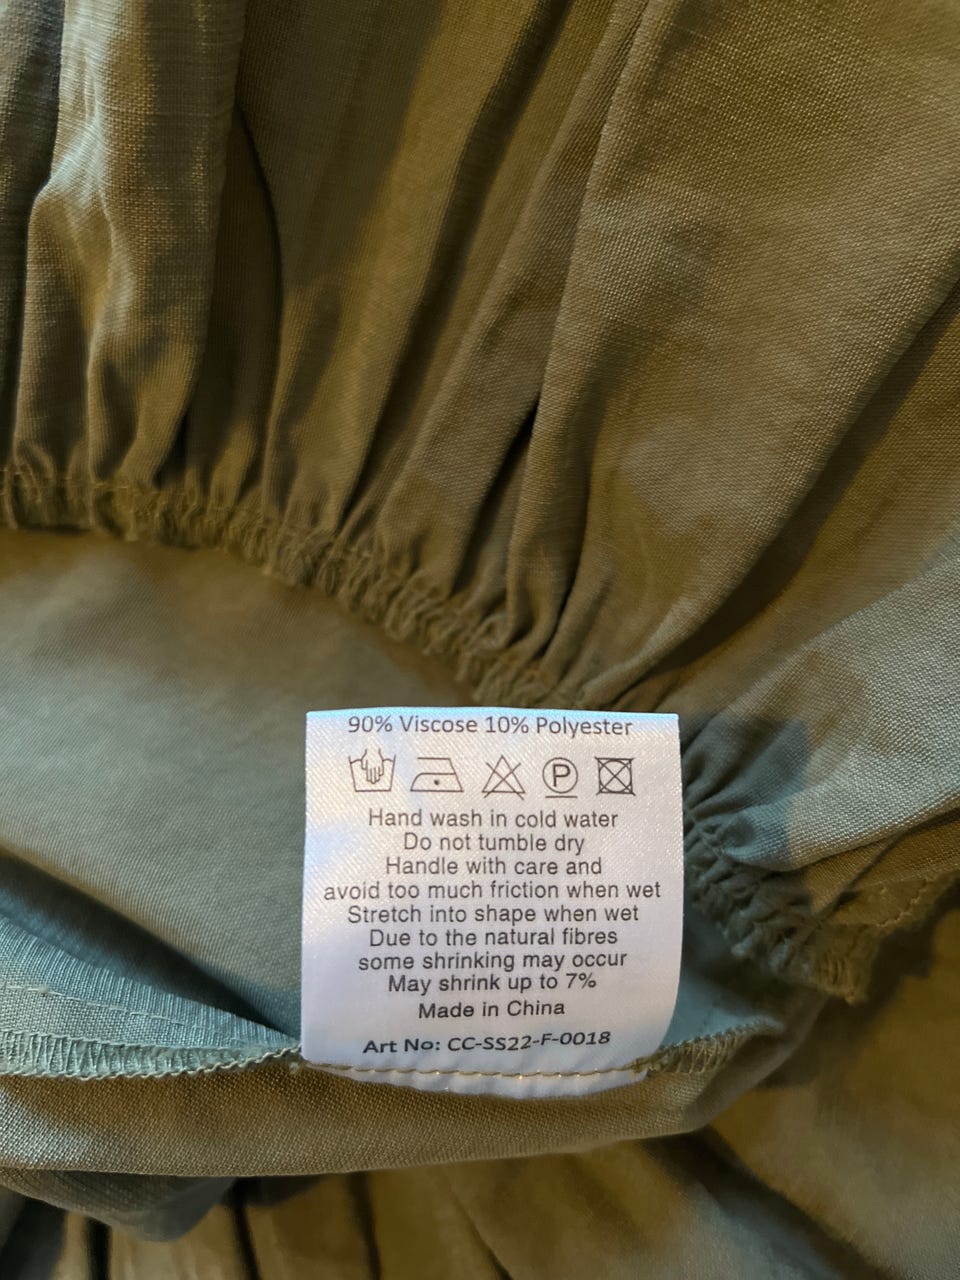 90% Viscose 10% Polyester
P
Hand wash in cold water
Do not tumble dry
Handle with care and
avoid too much friction when wet
Stretch into shape when wet
Due to the natural fibres
some shrinking may occur
May shrink up to 7%
Made in China
Art No: CC-SS22-F-0018